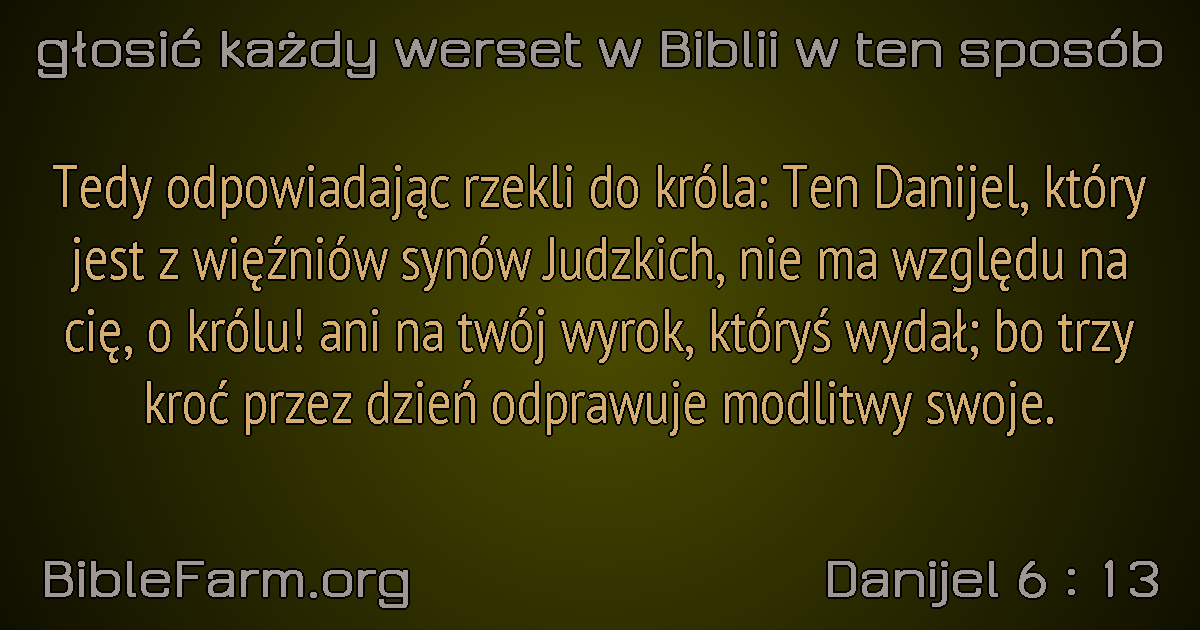 głosić każdy werset w Biblii w ten sposób
Tedy odpowiadając rzekli do króla: Ten Danijel, który
jest z więźniów synów Judzkich, nie ma względu na
cię, o królu! ani na twój wyrok, któryś wydał; bo trzy
kroć przez dzień odprawuje modlitwy swoje.
BibleFarm.org
Danijel 6 : 13